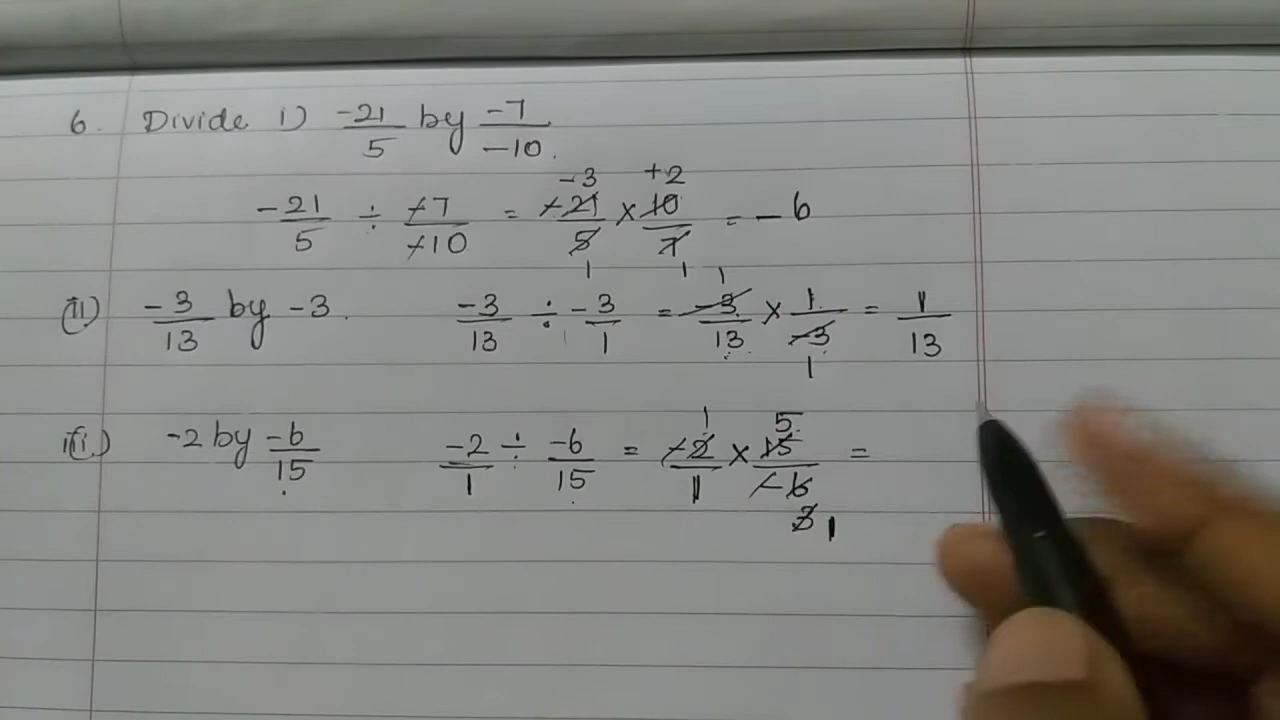 6. Divide i) -21/5 by -7/-10.
-21/5 ÷ -7/-10 = -21/5 × 10/7 = -6
-3 +2
1 1
(ii) -3/13 by -3. -3/13 ÷ -3/1 = -3/13 × 1/-3 = 1/13
1
1
iii) -2 by -6/15 -2/1 ÷ -6/15 = -2/1 × 15/-6 =
1 5
3 1